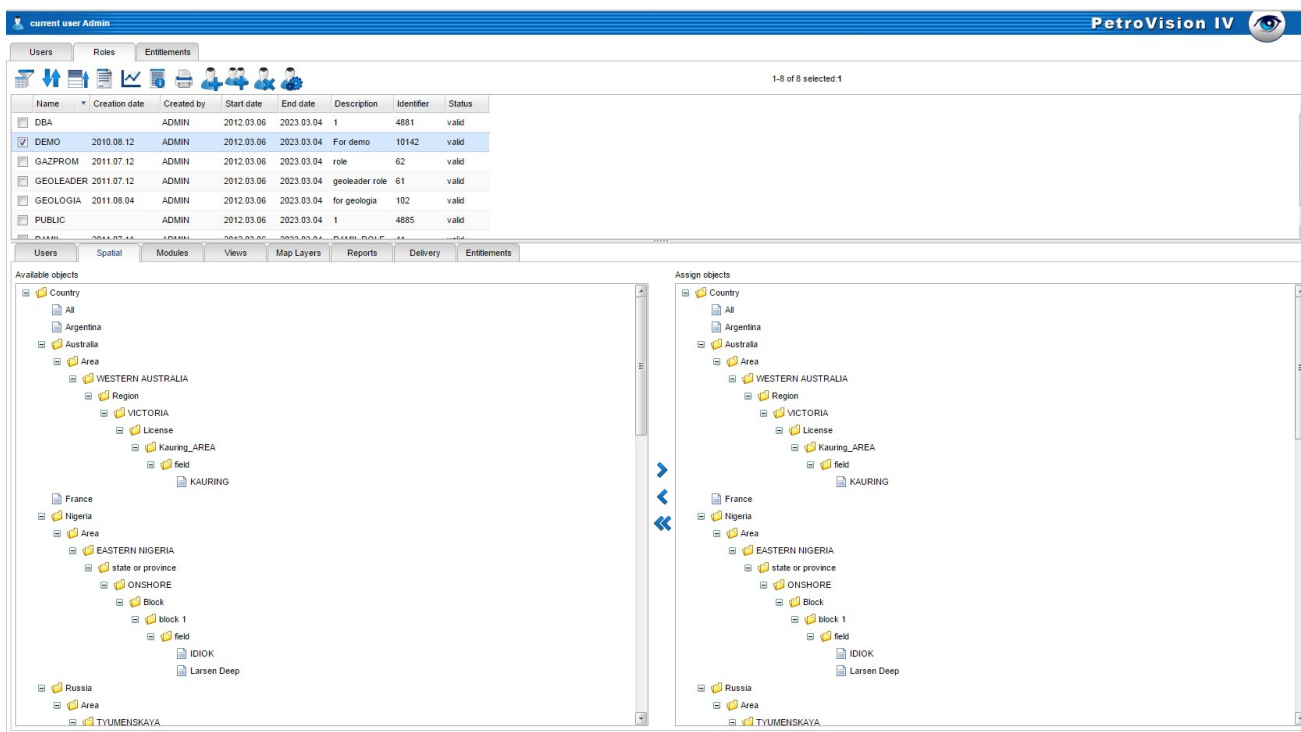 current user Admin
PetroVision IV
Users Roles Entitlements
1-8 of 8 selected:1
Name Creation date Created by Start date End date Description Identifier Status
DBA ADMIN 2012.03.06 2023.03.04 1 4881 valid
DEMO 2010.08.12 ADMIN 2012.03.06 2023.03.04 For demo 10142 valid
GAZPROM 2011.07.12 ADMIN 2012.03.06 2023.03.04 role 62 valid
GEOLEADER 2011.07.12 ADMIN 2012.03.06 2023.03.04 geoleader role 61 valid
GEOLOGIA 2011.08.04 ADMIN 2012.03.06 2023.03.04 for geologia 102 valid
PUBLIC ADMIN 2012.03.06 2023.03.04 1 4885 valid
Users Spatial Modules Views Map Layers Reports Delivery Entitlements
Available objects
Country
All
Argentina
Australia
Area
WESTERN AUSTRALIA
Region
VICTORIA
License
Kauring_AREA
field
KAURING
France
Nigeria
Area
EASTERN NIGERIA
state or province
ONSHORE
Block
block 1
field
IDIOK
Larsen Deep
Russia
Area
TYUMENSKAYA
Assign objects
Country
All
Argentina
Australia
Area
WESTERN AUSTRALIA
Region
VICTORIA
License
Kauring_AREA
field
KAURING
France
Nigeria
Area
EASTERN NIGERIA
state or province
ONSHORE
Block
block 1
field
IDIOK
Larsen Deep
Russia
Area
TYUMENSKAYA